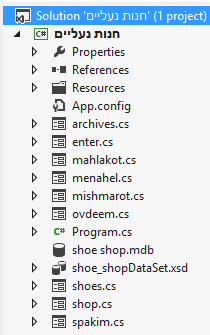 Solution 'חנות נעליים' (1 project)
חנות נעליים
Properties
References
Resources
App.config
archives.cs
enter.cs
mahlakot.cs
menahel.cs
mishmarot.cs
ovdeem.cs
Program.cs
shoe shop.mdb
shoe_shopDataSet.xsd
shoes.cs
shop.cs
spakim.cs